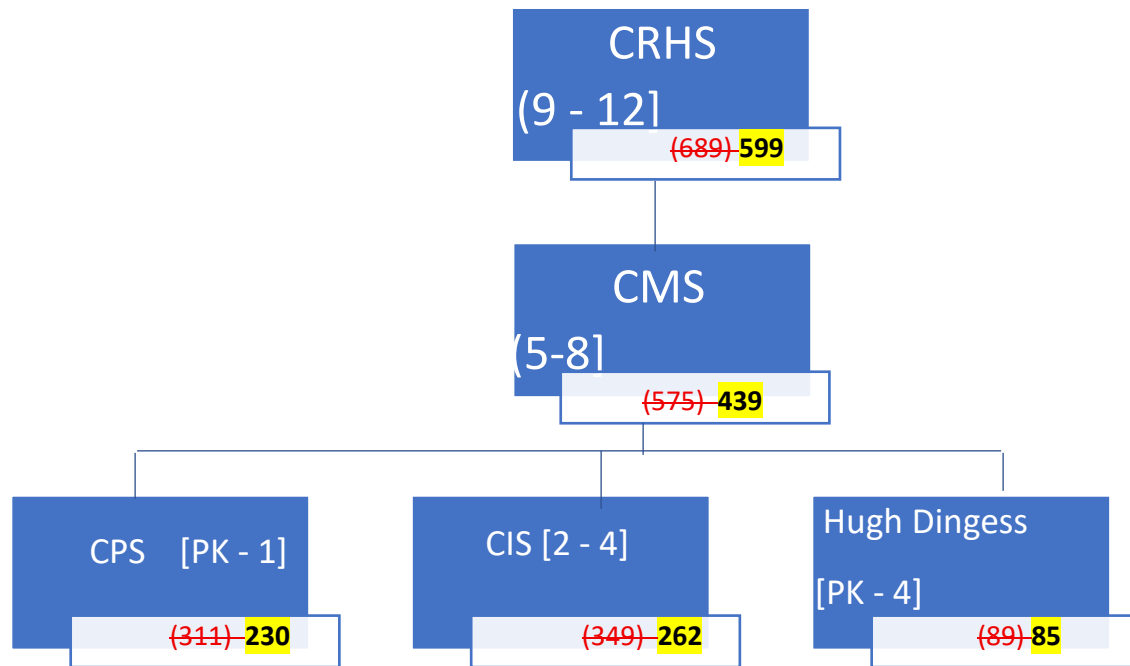 CRHS
(9 - 12]
(689) 599
CMS
(5-8]
(575) 439
CPS [PK - 1]
(311) 230
CIS [2 - 4]
(349) 262
Hugh Dingess
[PK - 4]
(89) 85